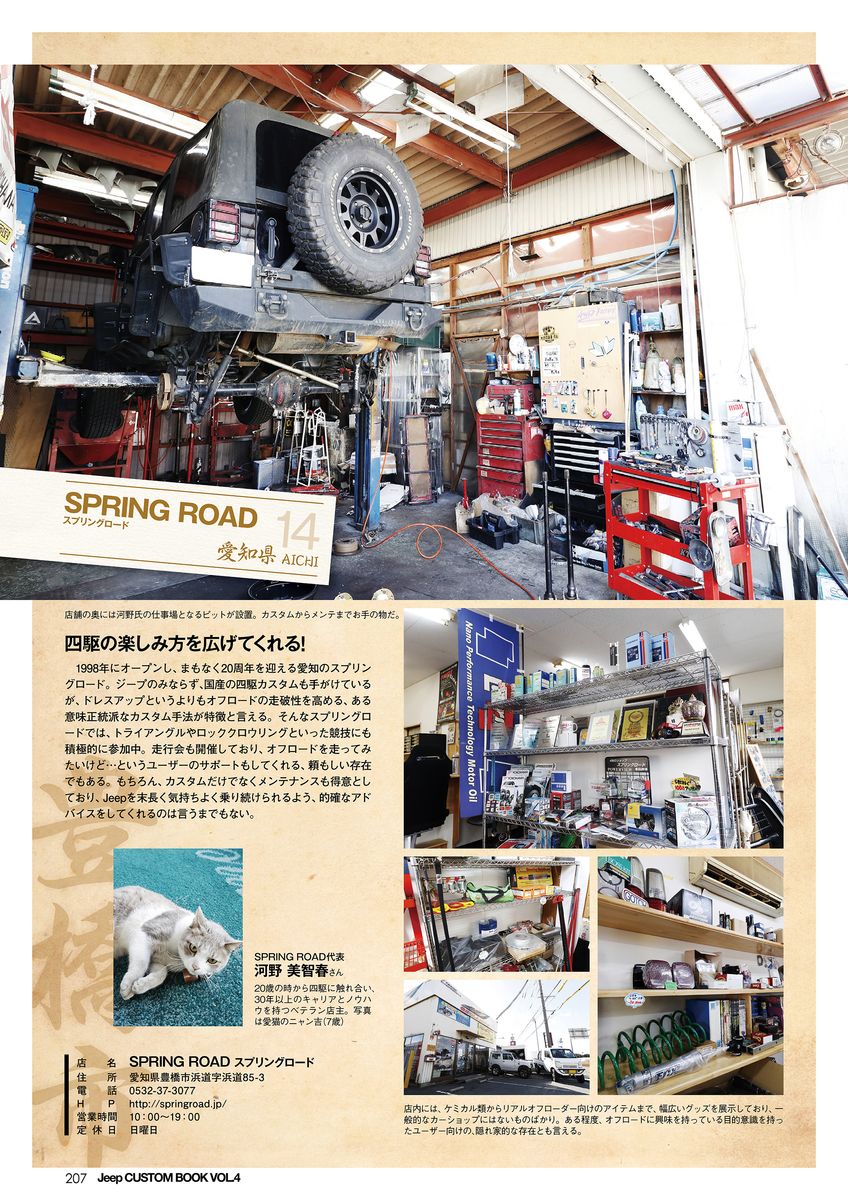 SPRING ROAD
スプリングロード
14
愛知県 AICHI
店舗の奥には河野氏の仕事場となるピットが設置。カスタムからメンテまでお手の物だ。
四駆の楽しみ方を広げてくれる!
1998年にオープンし、まもなく20周年を迎える愛知のスプリン
グロード。ジープのみならず、国産の四駆カスタムも手がけている
が、ドレスアップというよりもオフロードの走破性を高める、ある
意味正統派なカスタム手法が特徴と言える。そんなスプリングロ
ードでは、トライアングルやロッククロウリングといった競技にも
積極的に参加中。走行会も開催しており、オフロードを走ってみ
たいけど…というユーザーのサポートもしてくれる、頼もしい存在
でもある。もちろん、カスタムだけでなくメンテナンスも得意とし
ており、Jeepを末長く気持ちよく乗り続けられるよう、的確なアド
バイスをしてくれるのは言うまでもない。
Nano Performance Technology Motor Oil
豊橋市
SPRING ROAD代表
河野 美智春さん
20歳の時から四駆に触れ合い、
30年以上のキャリアとノウハ
ウを持つベテラン店主。写真
は愛猫のニャン吉(7歳)
店 名 SPRING ROAD スプリングロード
住 所 愛知県豊橋市浜道字浜道85-3
電 話 0532-37-3077
H P http://springroad.jp/
営業時間 10:00〜19:00
定 休 日 日曜日
店内には、ケミカル類からリアルオフローダー向けのアイテムまで、幅広いグッズを展示しており、一
般的なカーショップにはないものばかり。ある程度、オフロードに興味を持っている目的意識を持っ
たユーザー向けの、隠れ家的な存在とも言える。
207 Jeep CUSTOM BOOK VOL.4